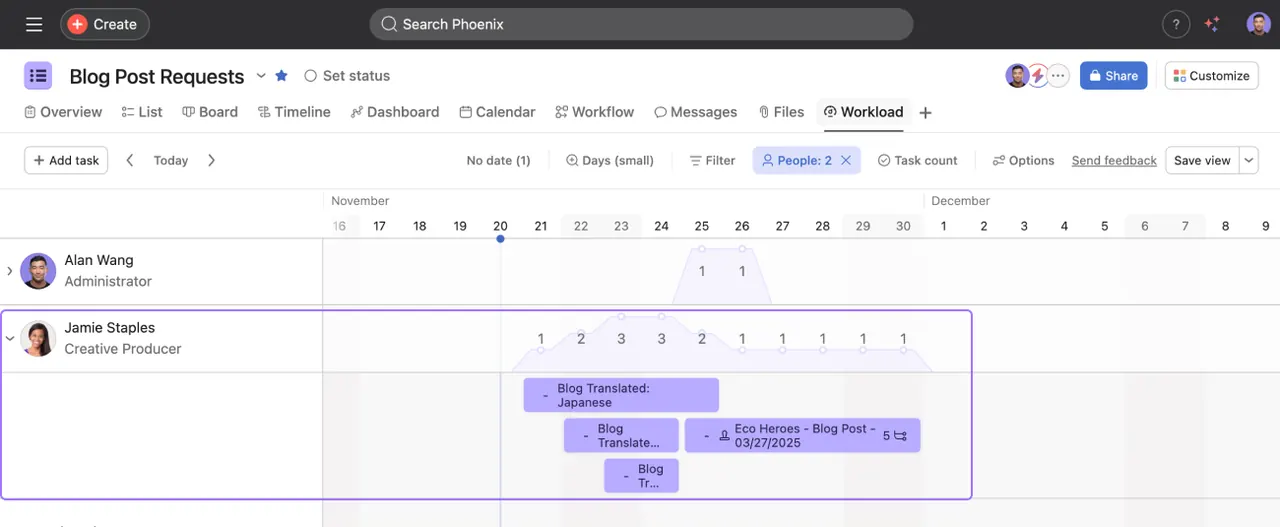 Create
Search Phoenix
?
Blog Post Requests
Set status
Share
Customize
Overview
List
Board
Timeline
Dashboard
Calendar
Workflow
Messages
Files
Workload
+ Add task
Today
No date (1)
Days (small)
Filter
People: 2
Task count
Options
Send feedback
Save view
November
December
16 17 18 19 20 21 22 23 24 25 26 27 28 29 30 1 2 3 4 5 6 7 8 9
Alan Wang
Administrator
1 1
Jamie Staples
Creative Producer
1 2 3 3 2 1 1 1 1 1
- Blog Translated:
Japanese
- Blog
Translate...
- Eco Heroes - Blog Post -
03/27/2025
5
- Blog
Tr...